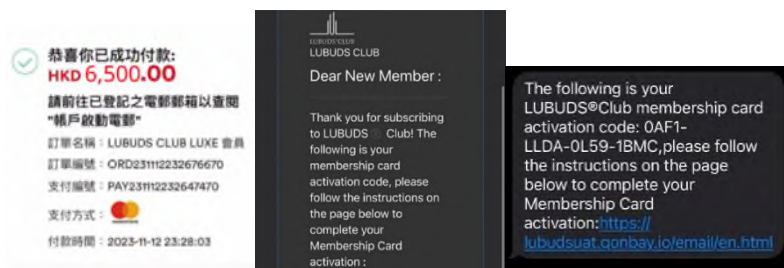 恭喜你已成功付款:
HKD 6,500.00
請前往已登記之電郵郵箱以查閱
"帳戶啟動電郵"
訂單名稱：LUBUDS CLUB LUXE 會員
訂單編號：ORD231112232676670
支付編號：PAY231112232647470
支付方式：
付款時間：2023-11-12 23:28:03
LUBUDS CLUB
LUBUDS CLUB
Dear New Member :
Thank you for subscribing
to LUBUDS Club! The
following is your
membership card
activation code, please
follow the instructions on
the page below to
complete your
Membership Card
activation :
The following is your
LUBUDS®Club membership card
activation code: 0AF1-
LLDA-0L59-1BMC,please follow
the instructions on the page
below to complete your
Membership Card
activation:https://
lubudsuat.qonbay.io/email/en.html